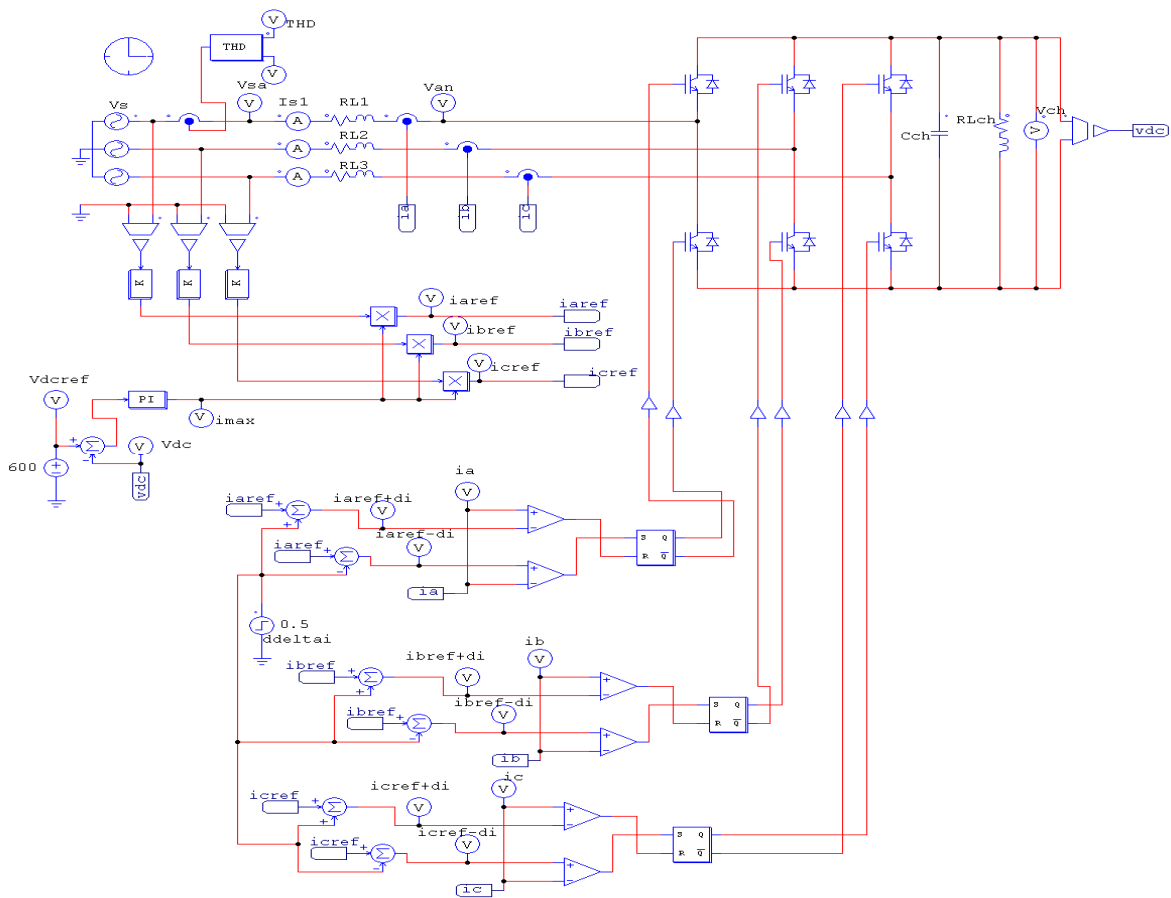 V
THD
THD
V
Vsa
Van
V
V
Vs
Is1
RL1
A
RL2
A
RL3
A
ia
ib
ic
Cch
RLch
Vch
V
vdc
K
K
K
V
iaref
iaref
V
ibref
ibref
V
icref
icref
Vdcref
V
PI
V
imax
V
Vdc
600
vdc
ia
V
iaref
iaref+di
V
iaref-di
V
iaref
S Q
R Q
ia
0.5
ddeltai
ib
V
ibref
ibref+di
V
ibref-di
V
ibref
S Q
R Q
ib
ic
V
icref
icref+di
V
icref-di
V
icref
S Q
R Q
ic